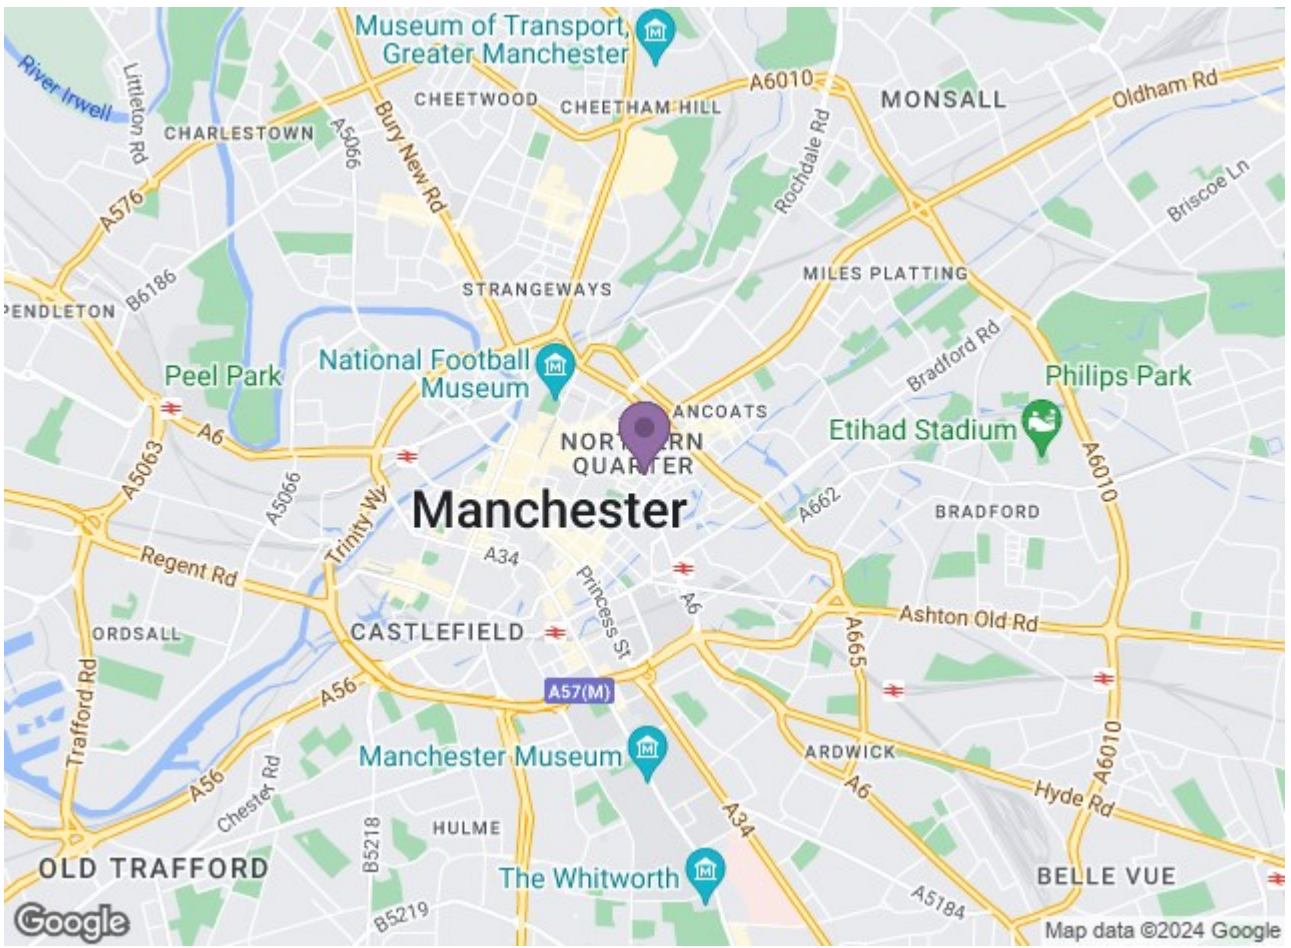 Museum of Transport,
Greater Manchester
A6010
Oldham Rd
MONSALL
River Irwell
Littleton Rd
CHEETWOOD
CHEETHAM HILL
CHARLESTOWN
A5066
Bury New Rd
Rochdale Rd
Briscoe Ln
A576
B6186
STRANGEWAYS
MILES PLATTING
PENDLETON
National Football
Museum
Bradford Rd
Peel Park
Philips Park
ANCOATS
Etihad Stadium
A6
NORTHERN
QUARTER
A5063
A5066
A6010
Manchester
A662
BRADFORD
Trinity Wy
A34
Regent Rd
Princess St
A6
Ashton Old Rd
ORDSALL
CASTLEFIELD
A665
A56
A57(M)
Trafford Rd
Manchester Museum
ARDWICK
A6010
A56
Chester Rd
A6
Hyde Rd
A34
B5218
HULME
OLD TRAFFORD
The Whitworth
BELLE VUE
A5184
B5219
Google
Map data ©2024 Google